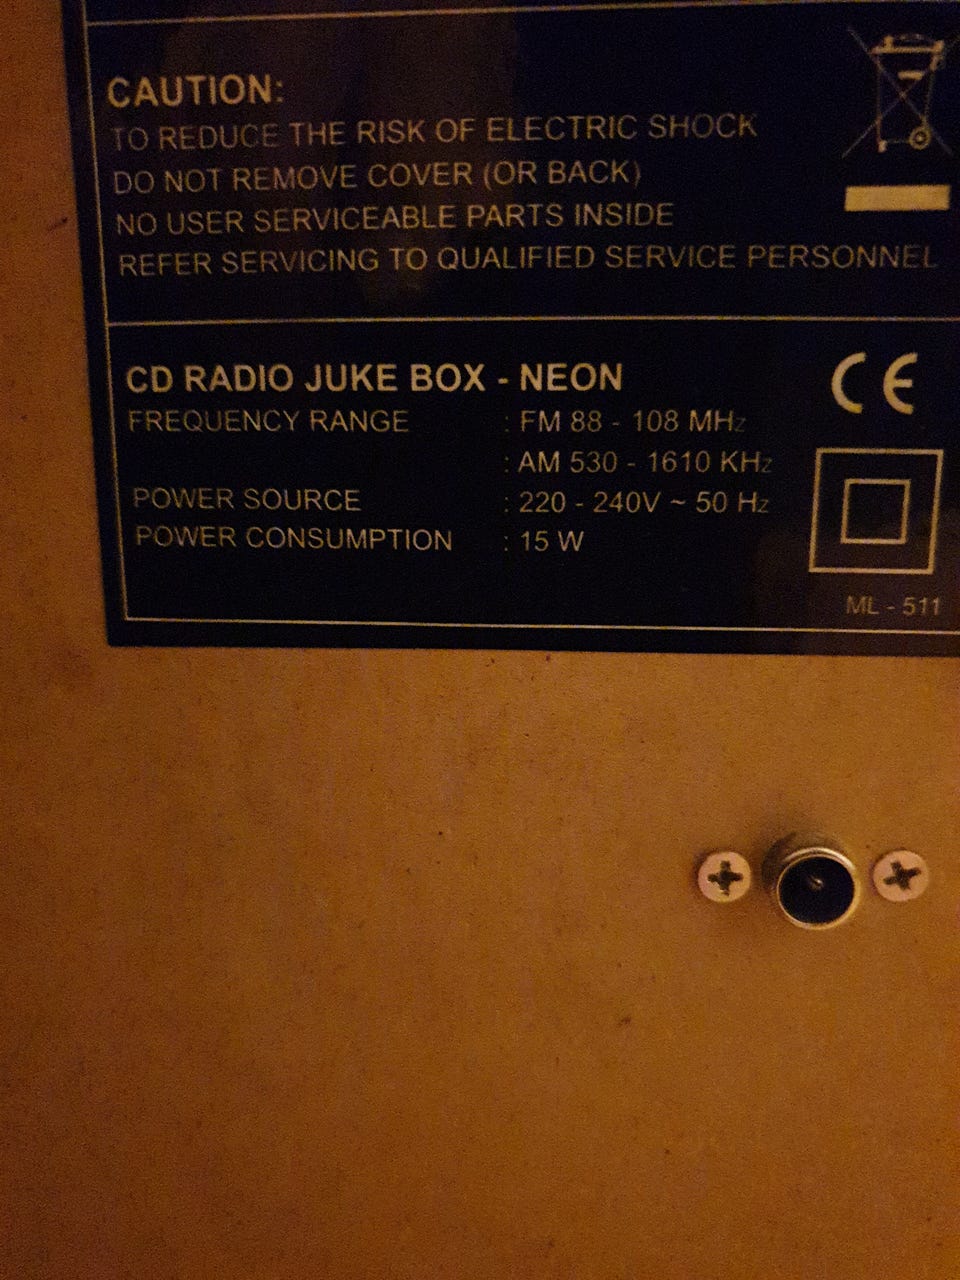 CAUTION:
TO REDUCE THE RISK OF ELECTRIC SHOCK
DO NOT REMOVE COVER (OR BACK)
NO USER SERVICEABLE PARTS INSIDE
REFER SERVICING TO QUALIFIED SERVICE PERSONNEL
CD RADIO JUKE BOX - NEON
CE
FREQUENCY RANGE : FM 88 - 108 MHz
: AM 530 - 1610 KHz
POWER SOURCE : 220 - 240V ~ 50 Hz
POWER CONSUMPTION : 15 W
ML - 511